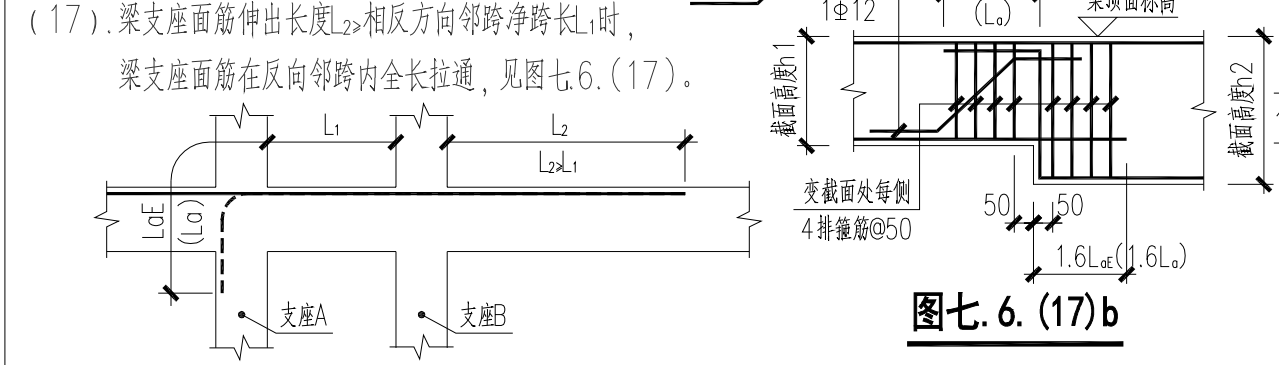 (17).梁支座面筋伸出长度L₂≥相反方向邻跨净跨长L₁时,
梁支座面筋在反向邻跨内全长拉通,见图七.6.(17)。
L₁
L₂
L₂≥L₁
LaE
(La)
支座A
支座B
1Φ12
(La)
梁顶面标高
截面高度h1
截面高度h2
变截面处每侧
4排箍筋@50
50
50
1.6LaE(1.6La)
图七.6.(17)b